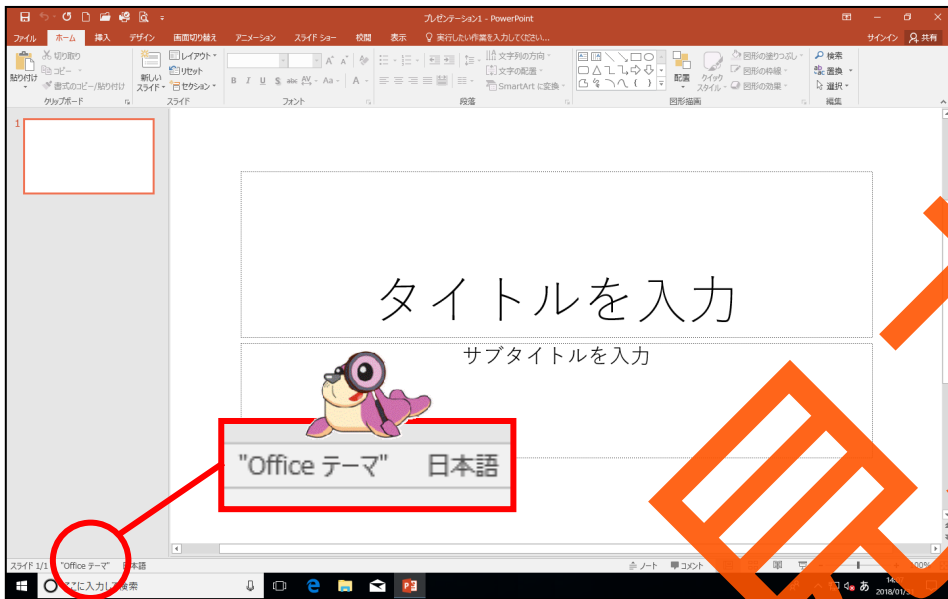 プレゼンテーション1 - PowerPoint
ファイル ホーム 挿入 デザイン 画面切り替え アニメーション スライド ショー 校閲 表示 実行したい作業を入力してください... サインイン 共有
切り取り
コピー
書式のコピー/貼り付け
貼り付け
クリップボード
新しい
スライド
レイアウト
リセット
セクション
スライド
B I U S abc AV Aa A
フォント
文字列の方向
文字の配置
SmartArt に変換
段落
配置
クイック
スタイル
図形の塗りつぶし
図形の枠線
図形の効果
図形描画
検索
置換
選択
編集
1
タイトルを入力
サブタイトルを入力
"Office テーマ" 日本語
スライド 1/1 "Office テーマ" 日本語 ノート コメント 100%
ここに入力して検索
あ
2018/01/